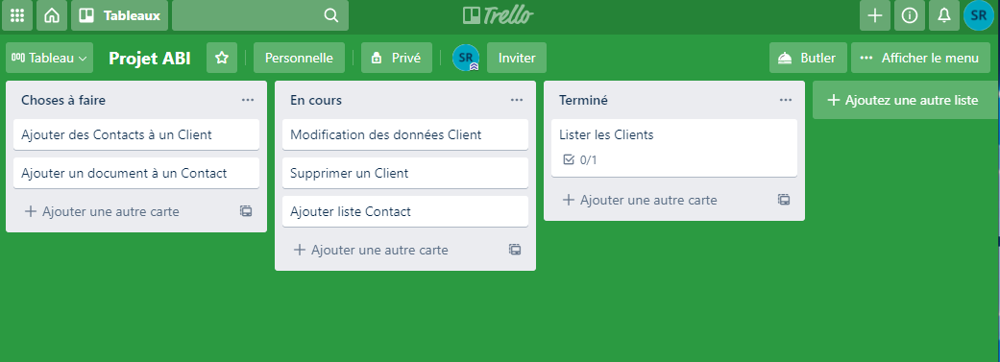 Tableaux
Trello
SR
Tableau
Projet ABI
Personnelle
Privé
SR
Inviter
Butler
Afficher le menu
Choses à faire
Ajouter des Contacts à un Client
Ajouter un document à un Contact
Ajouter une autre carte
En cours
Modification des données Client
Supprimer un Client
Ajouter liste Contact
Ajouter une autre carte
Terminé
Lister les Clients
0/1
Ajouter une autre carte
Ajoutez une autre liste